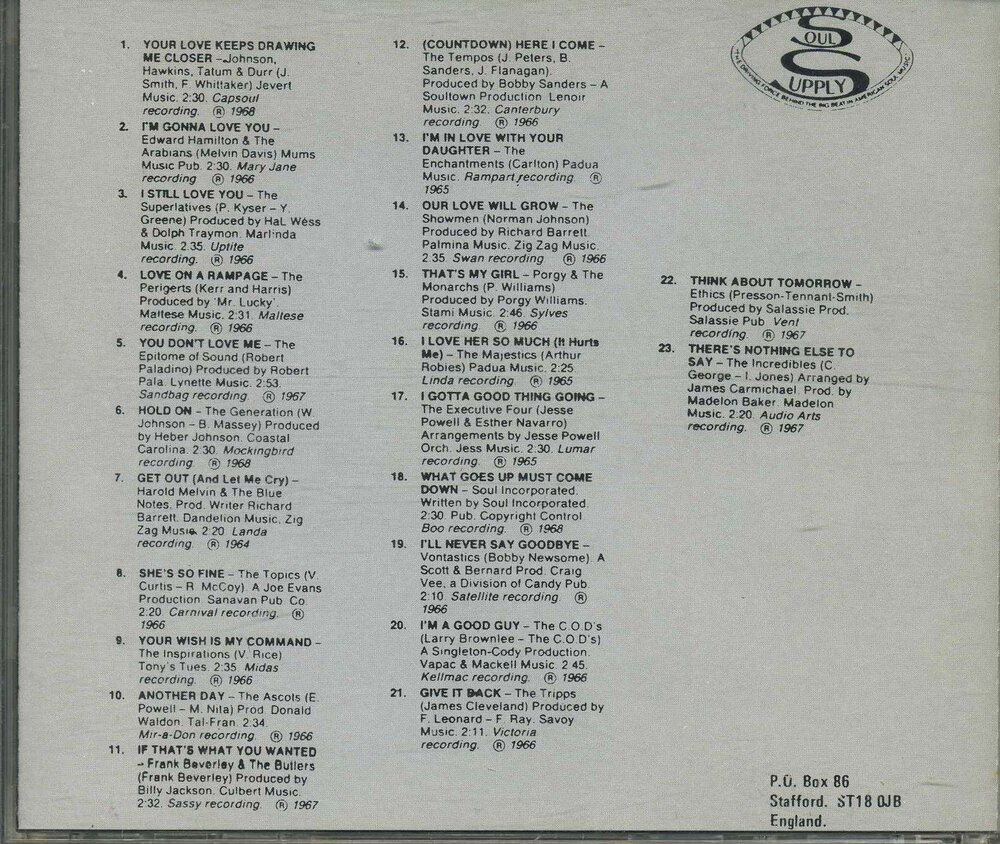 1. YOUR LOVE KEEPS DRAWING
ME CLOSER – Johnson,
Hawkins, Tatum & Durr (J.
Smith, F. Whittaker) Jevert
Music. 2:30. Capsoul
recording. Ⓡ 1968
2. I'M GONNA LOVE YOU –
Edward Hamilton & The
Arabians (Melvin Davis) Mums
Music Pub. 2:30. Mary Jane
recording Ⓡ 1966
3. I STILL LOVE YOU – The
Superlatives (P. Kyser – Y.
Greene) Produced by Hal Wess
& Dolph Traymon. Marlinda
Music. 2.35. Uptite
recording. Ⓡ 1966
4. LOVE ON A RAMPAGE – The
Perigents (Kerr and Harris)
Produced by 'Mr. Lucky'.
Maltese Music. 2:31. Maltese
recording. Ⓡ 1966
5. YOU DON'T LOVE ME – The
Epitome of Sound (Robert
Paladino) Produced by Robert
Pala. Lynette Music. 2:53.
Sandbag recording. Ⓡ 1967
6. HOLD ON – The Generation (W.
Johnson – B. Massey) Produced
by Heber Johnson. Coastal
Carolina. 2:30. Mockingbird
recording. Ⓡ 1968
7. GET OUT (And Let Me Cry) –
Harold Melvin & The Blue
Notes. Prod. Writer Richard
Barrett. Dandelion Music, Zig
Zag Music. 2:20 Landa
recording. Ⓡ 1964
8. SHE'S SO FINE – The Topics (V.
Curtis – R. McCoy). A Joe Evans
Production. Sanavan Pub. Co.
2:20. Carnival recording. Ⓡ
1966
9. YOUR WISH IS MY COMMAND –
The Inspirations (V. Rice)
Tony's Tues. 2:35. Midas
recording. Ⓡ 1966
10. ANOTHER DAY – The Ascots (E.
Powell – M. Nita) Prod. Donald
Waldon. Tal-Fran. 2:34.
Mir-a-Don recording. Ⓡ 1966
11. IF THAT'S WHAT YOU WANTED
– Frank Beverley & The Butlers
(Frank Beverley) Produced by
Billy Jackson. Culbert Music.
2:32. Sassy recording. Ⓡ 1967
12. (COUNTDOWN) HERE I COME –
The Tempos (J. Peters, B.
Sanders, J. Flanagan).
Produced by Bobby Sanders – A
Soultown Production. Lenoir
Music. 2:32. Canterbury
recording. Ⓡ 1966
13. I'M IN LOVE WITH YOUR
DAUGHTER – The
Enchantments (Carlton) Padua
Music. Rampart recording. Ⓡ
1965
14. OUR LOVE WILL GROW – The
Showmen (Norman Johnson)
Produced by Richard Barrett.
Palmina Music. Zig Zag Music.
2:35. Swan recording Ⓡ 1966
15. THAT'S MY GIRL – Porgy & The
Monarchs (P. Williams)
Produced by Porgy Williams.
Stami Music. 2:46. Sylves
recording. Ⓡ 1966
16. I LOVE HER SO MUCH (It Hurts
Me) – The Majestics (Arthur
Robies) Padua Music. 2:25
Linda recording. Ⓡ 1965
17. I GOTTA GOOD THING GOING –
The Executive Four (Jesse
Powell & Esther Navarro)
Arrangements by Jesse Powell
Orch. Jess Music. 2:30. Lumar
recording. Ⓡ 1965
18. WHAT GOES UP MUST COME
DOWN – Soul Incorporated.
Written by Soul Incorporated.
2:30. Pub. Copyright Control.
Boo recording. Ⓡ 1968
19. I'LL NEVER SAY GOODBYE –
Vontastics (Bobby Newsome). A
Scott & Bernard Prod. Craig
Vee, a Division of Candy Pub.
2:10. Satellite recording. Ⓡ
1966
20. I'M A GOOD GUY – The C.O.D's
(Larry Brownlee – The C.O.D's)
A Singleton-Cody Production.
Vapac & Mackell Music. 2.45.
Kellmac recording. Ⓡ 1966
21. GIVE IT BACK – The Tripps
(James Cleveland) Produced by
F. Leonard – F. Ray. Savoy
Music. 2:11. Victoria
recording. Ⓡ 1966
SOUL
SUPPLY
THE DRIVING FORCE BEHIND THE BIG BEAT IN AMERICAN SOUL MUSIC
22. THINK ABOUT TOMORROW –
Ethics (Presson-Tennant-Smith)
Produced by Salassie Prod.
Salassie Pub. Vent
recording. Ⓡ 1967
23. THERE'S NOTHING ELSE TO
SAY – The Incredibles (C.
George – I. Jones) Arranged by
James Carmichael. Prod. by
Madelon Baker. Madelon
Music. 2:20. Audio Arts
recording. Ⓡ 1967
P.O. Box 86
Stafford. ST18 0JB
England.